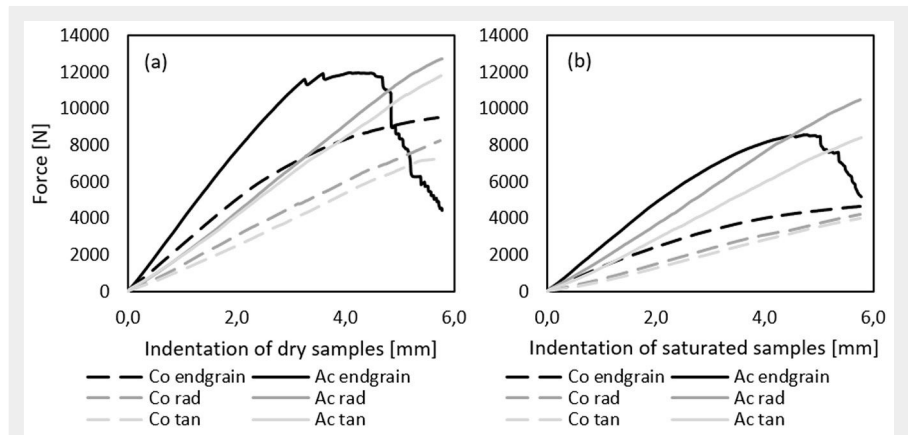 14000
12000
10000
8000
6000
4000
2000
0
Force [N]
(a)
0,0 2,0 4,0 6,0
Indentation of dry samples [mm]
Co endgrain Ac endgrain
Co rad Ac rad
Co tan Ac tan
14000
12000
10000
8000
6000
4000
2000
0
(b)
0,0 2,0 4,0 6,0
Indentation of saturated samples [mm]
Co endgrain Ac endgrain
Co rad Ac rad
Co tan Ac tan